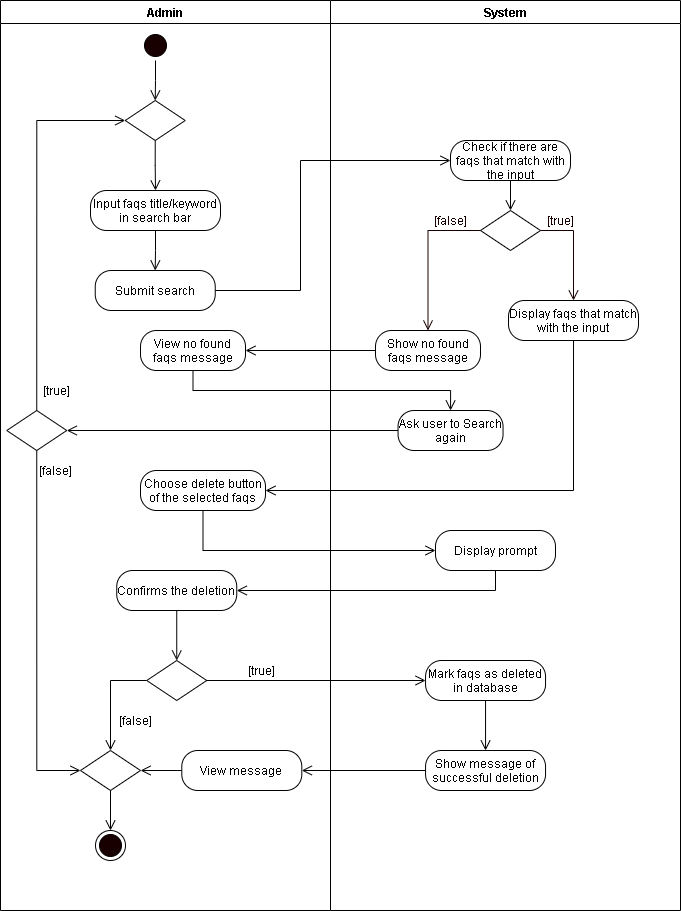 Admin
System
Check if there are
faqs that match with
the input
Input faqs title/keyword
in search bar
[false]
[true]
Submit search
Display faqs that match
with the input
View no found
faqs message
Show no found
faqs message
[true]
Ask user to Search
again
[false]
Choose delete button
of the selected faqs
Display prompt
Confirms the deletion
[true]
Mark faqs as deleted
in database
[false]
View message
Show message of
successful deletion